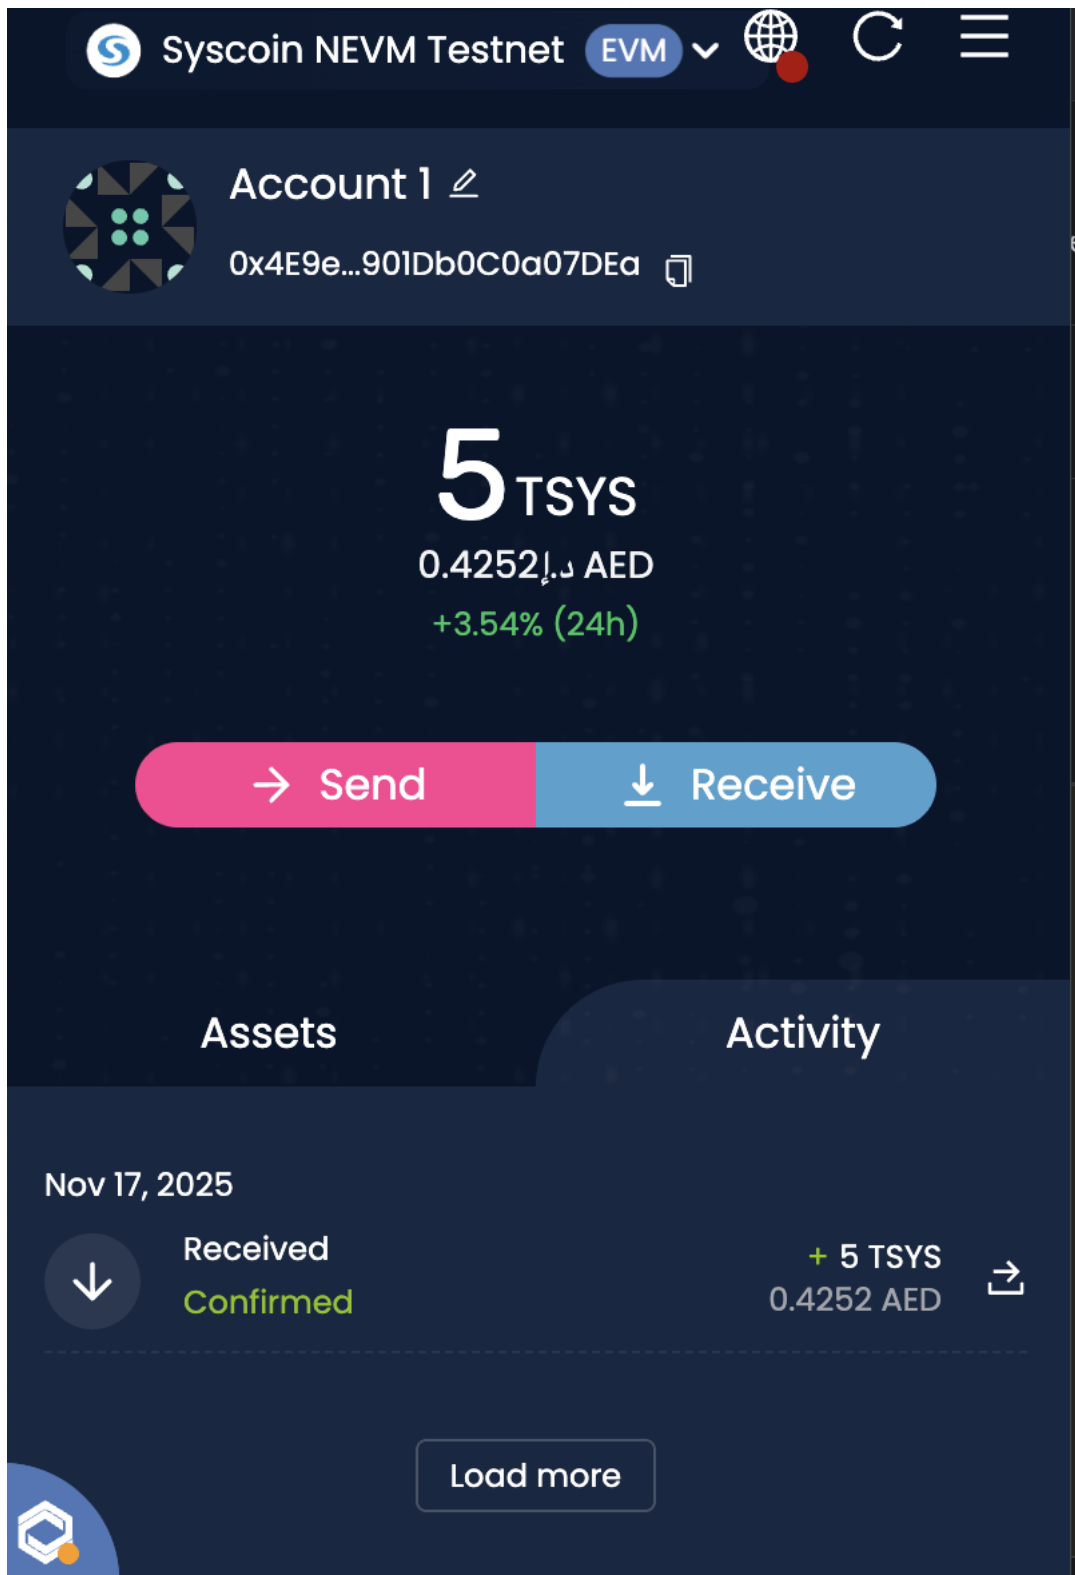 Syscoin NEVM Testnet EVM
Account 1
0x4E9e...901Db0C0a07DEa
5 TSYS
0.4252د.إ AED
+3.54% (24h)
Send
Receive
Assets
Activity
Nov 17, 2025
Received
+ 5 TSYS
Confirmed
0.4252 AED
Load more